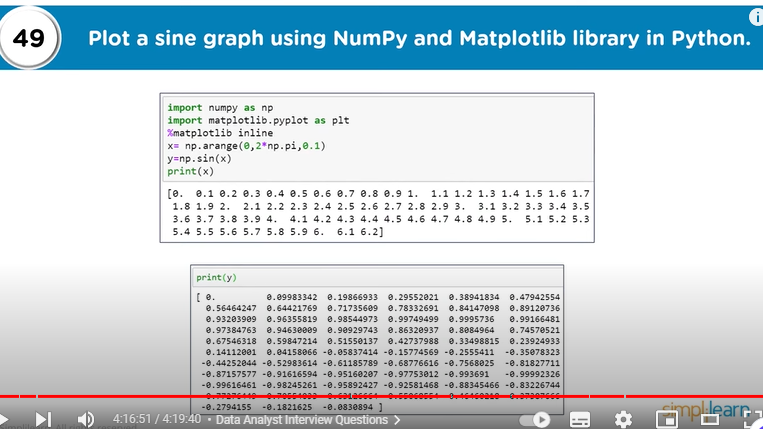 49
Plot a sine graph using NumPy and Matplotlib library in Python.
import numpy as np
import matplotlib.pyplot as plt
%matplotlib inline
x= np.arange(0,2*np.pi,0.1)
y=np.sin(x)
print(x)
[0. 0.1 0.2 0.3 0.4 0.5 0.6 0.7 0.8 0.9 1. 1.1 1.2 1.3 1.4 1.5 1.6 1.7
1.8 1.9 2. 2.1 2.2 2.3 2.4 2.5 2.6 2.7 2.8 2.9 3. 3.1 3.2 3.3 3.4 3.5
3.6 3.7 3.8 3.9 4. 4.1 4.2 4.3 4.4 4.5 4.6 4.7 4.8 4.9 5. 5.1 5.2 5.3
5.4 5.5 5.6 5.7 5.8 5.9 6. 6.1 6.2]
print(y)
[ 0. 0.09983342 0.19866933 0.29552021 0.38941834 0.47942554
0.56464247 0.64421769 0.71735609 0.78332691 0.84147098 0.89120736
0.93203909 0.96355819 0.98544973 0.99749499 0.9995736 0.99166481
0.97384763 0.94630009 0.90929743 0.86320937 0.8084964 0.74570521
0.67546318 0.59847214 0.51550137 0.42737988 0.33498815 0.23924933
0.14112001 0.04158066 -0.05837414 -0.15774569 -0.2555411 -0.35078323
-0.44252044 -0.52983614 -0.61185789 -0.68776616 -0.7568025 -0.81827711
-0.87157577 -0.91616594 -0.95160207 -0.97753012 -0.993691 -0.99992326
-0.99616461 -0.98245261 -0.95892427 -0.92581468 -0.88345466 -0.83226744
-0.2794155 -0.1821625 -0.0830894 ]
simplilearn
4:16:51 / 4:19:40 • Data Analyst Interview Questions >